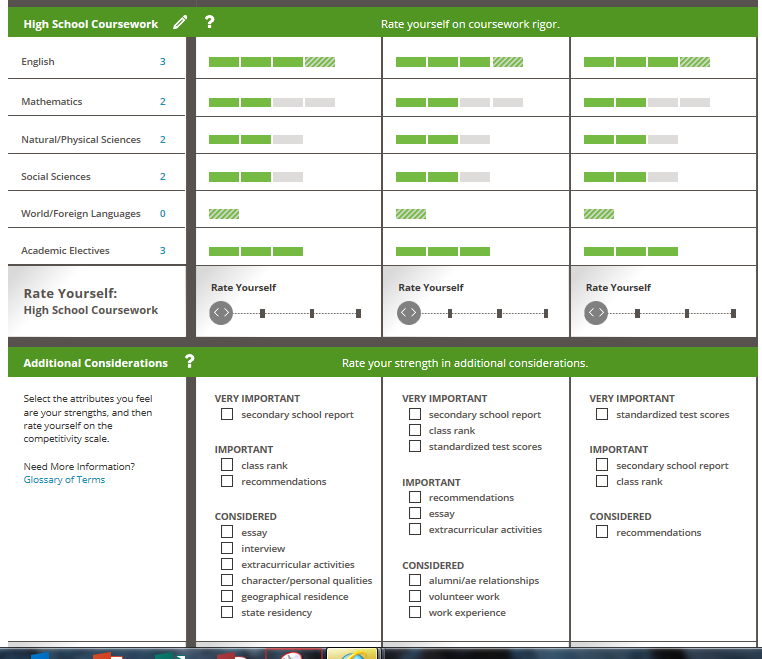 High School Coursework ? Rate yourself on coursework rigor.
English 3
Mathematics 2
Natural/Physical Sciences 2
Social Sciences 2
World/Foreign Languages 0
Academic Electives 3
Rate Yourself:
High School Coursework
Rate Yourself
Rate Yourself
Rate Yourself
Additional Considerations ? Rate your strength in additional considerations.
Select the attributes you feel
are your strengths, and then
rate yourself on the
competitivity scale.
Need More Information?
Glossary of Terms
VERY IMPORTANT
secondary school report
IMPORTANT
class rank
recommendations
CONSIDERED
essay
interview
extracurricular activities
character/personal qualities
geographical residence
state residency
VERY IMPORTANT
secondary school report
class rank
standardized test scores
IMPORTANT
recommendations
essay
extracurricular activities
CONSIDERED
alumni/ae relationships
volunteer work
work experience
VERY IMPORTANT
standardized test scores
IMPORTANT
secondary school report
class rank
CONSIDERED
recommendations